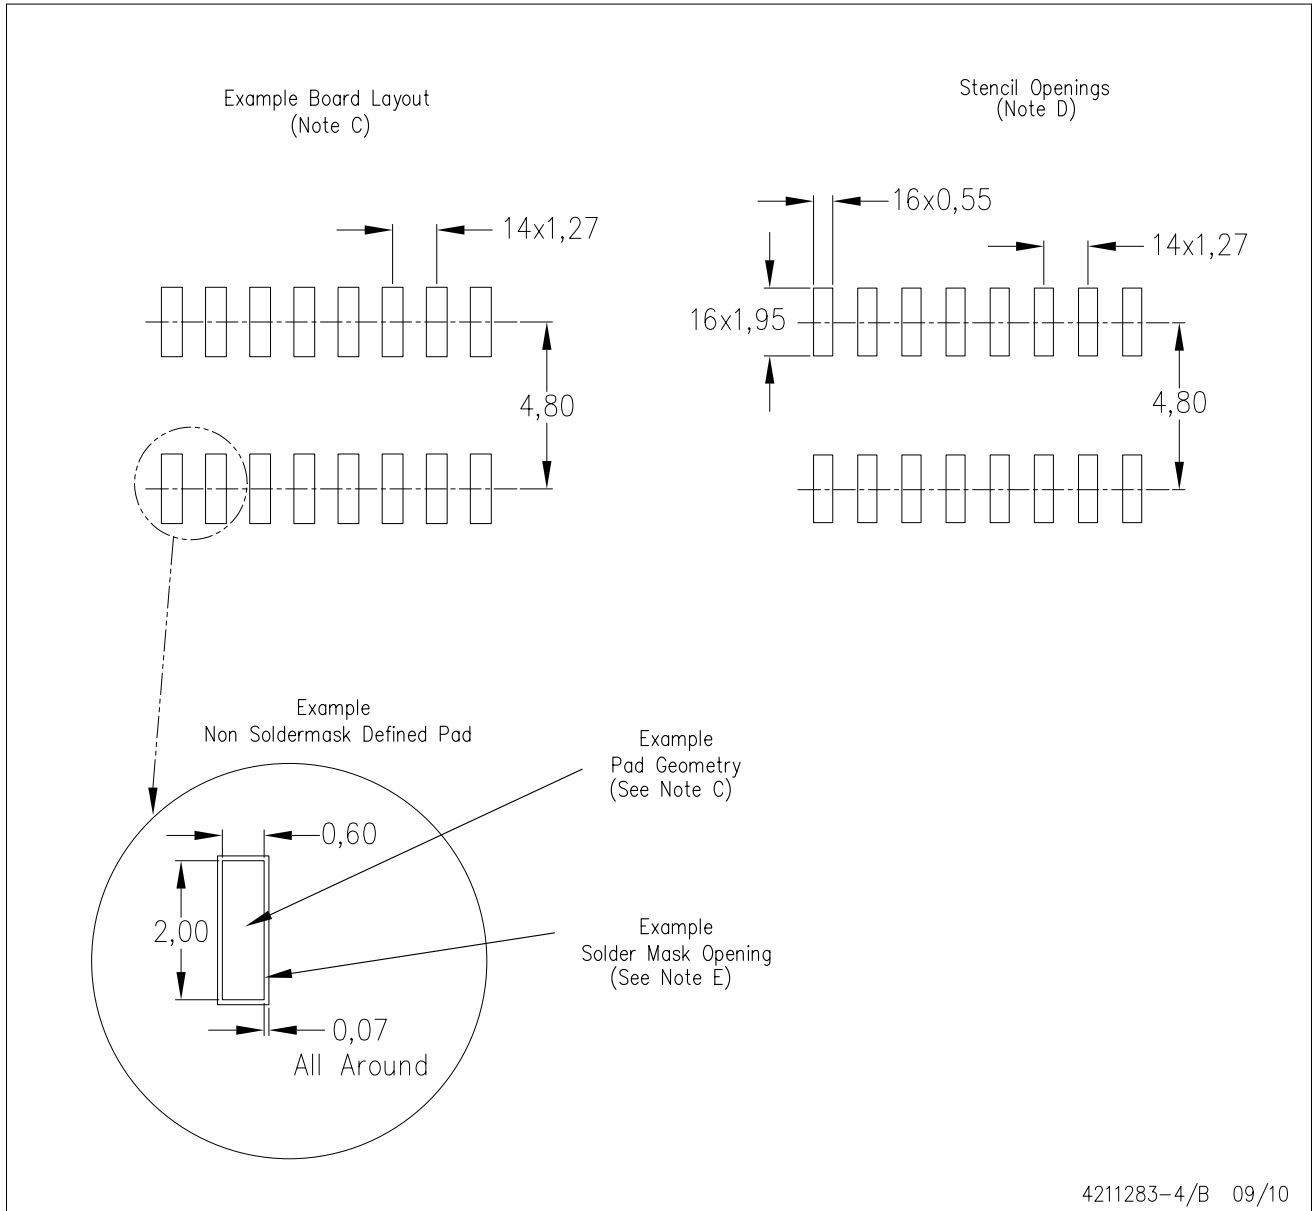 Example Board Layout
(Note C)
Stencil Openings
(Note D)
14x1,27
4,80
16x0,55
14x1,27
16x1,95
4,80
Example
Non Soldermask Defined Pad
Example
Pad Geometry
(See Note C)
0,60
2,00
Example
Solder Mask Opening
(See Note E)
0,07
All Around
4211283-4/B 09/10